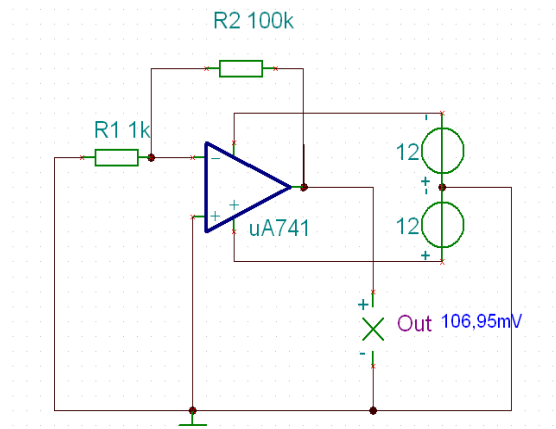 R2 100k
R1 1k
-
12
+
-
12
+
-
+
+
uA741
+
Out 106,95mV
-